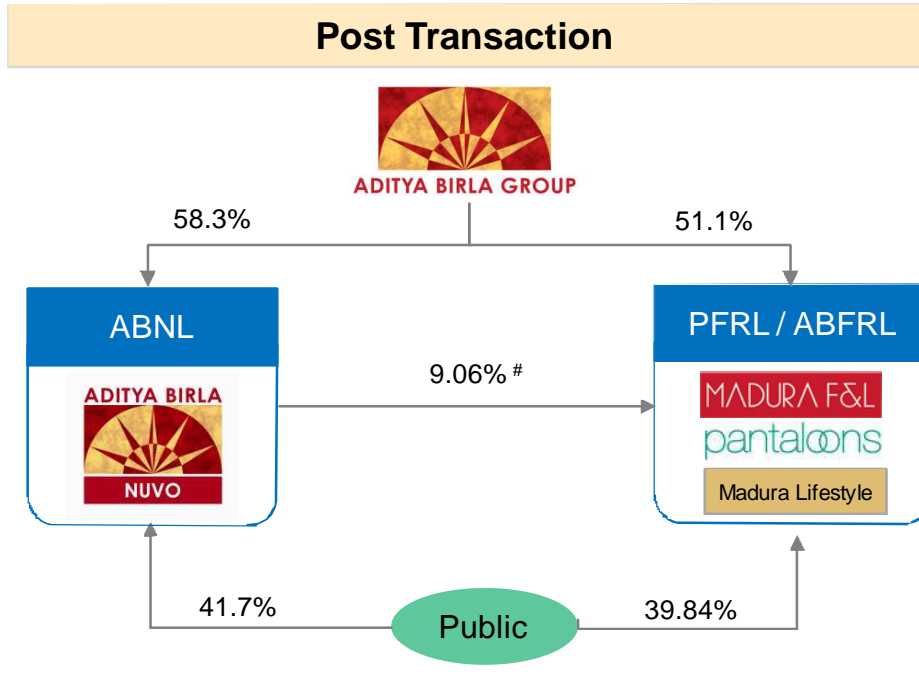 Post Transaction
ADITYA BIRLA GROUP
58.3%
51.1%
ABNL
PFRL / ABFRL
9.06% #
ADITYA BIRLA
NUVO
MADURA F&L
pantaloons
Madura Lifestyle
41.7%
Public
39.84%